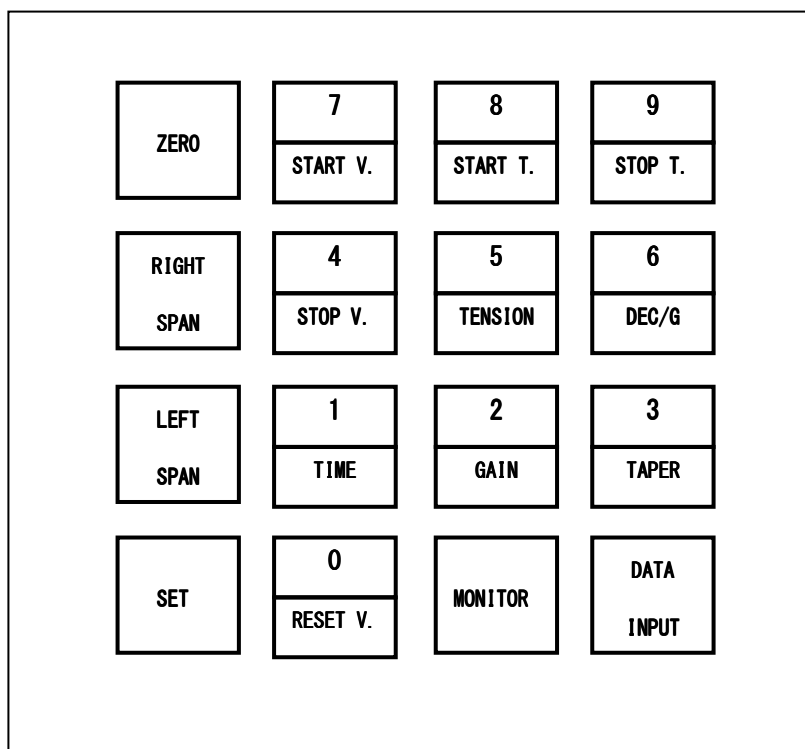 ZERO
7
START V.
8
START T.
9
STOP T.
RIGHT
SPAN
4
STOP V.
5
TENSION
6
DEC/G
LEFT
SPAN
1
TIME
2
GAIN
3
TAPER
SET
0
RESET V.
MONITOR
DATA
INPUT